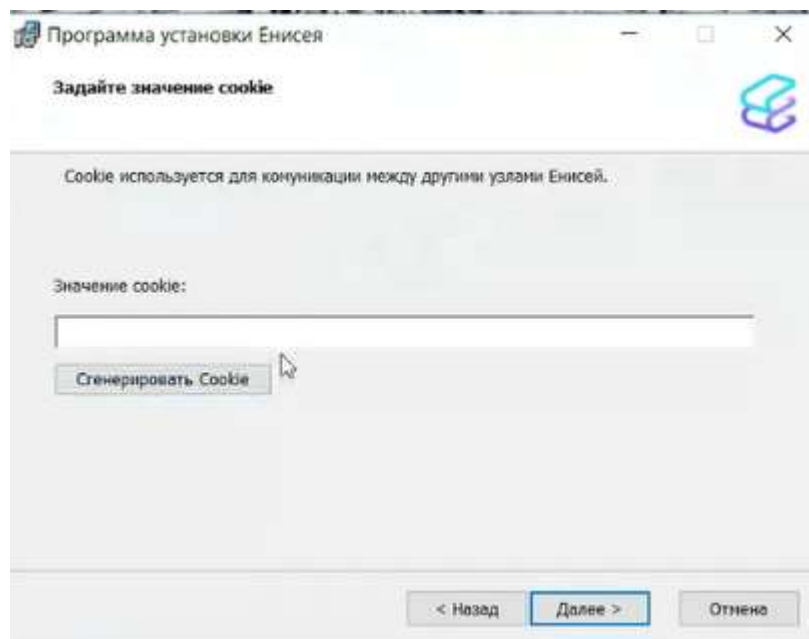 Программа установки Енисея
Задайте значение cookie
Cookie используется для комуникации между другими узлами Енисей.
Значение cookie:
Сгенерировать Cookie
< Назад
Далее >
Отмена